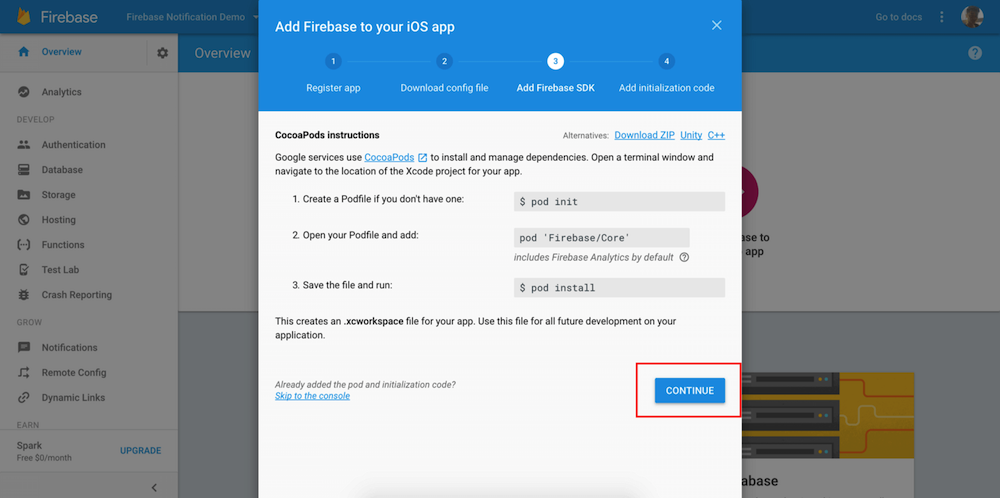 Firebase
Firebase Notification Demo
Go to docs
Overview
Analytics
DEVELOP
Authentication
Database
Storage
Hosting
Functions
Test Lab
Crash Reporting
GROW
Notifications
Remote Config
Dynamic Links
EARN
Spark
Free $0/month
UPGRADE
Overview
Add Firebase to your iOS app
1
2
3
4
Register app
Download config file
Add Firebase SDK
Add initialization code
CocoaPods instructions
Alternatives: Download ZIP Unity C++
Google services use CocoaPods to install and manage dependencies. Open a terminal window and
navigate to the location of the Xcode project for your app.
1. Create a Podfile if you don't have one:
$ pod init
2. Open your Podfile and add:
pod 'Firebase/Core'
includes Firebase Analytics by default
3. Save the file and run:
$ pod install
This creates an .xcworkspace file for your app. Use this file for all future development on your
application.
Already added the pod and initialization code?
Skip to the console
CONTINUE
app